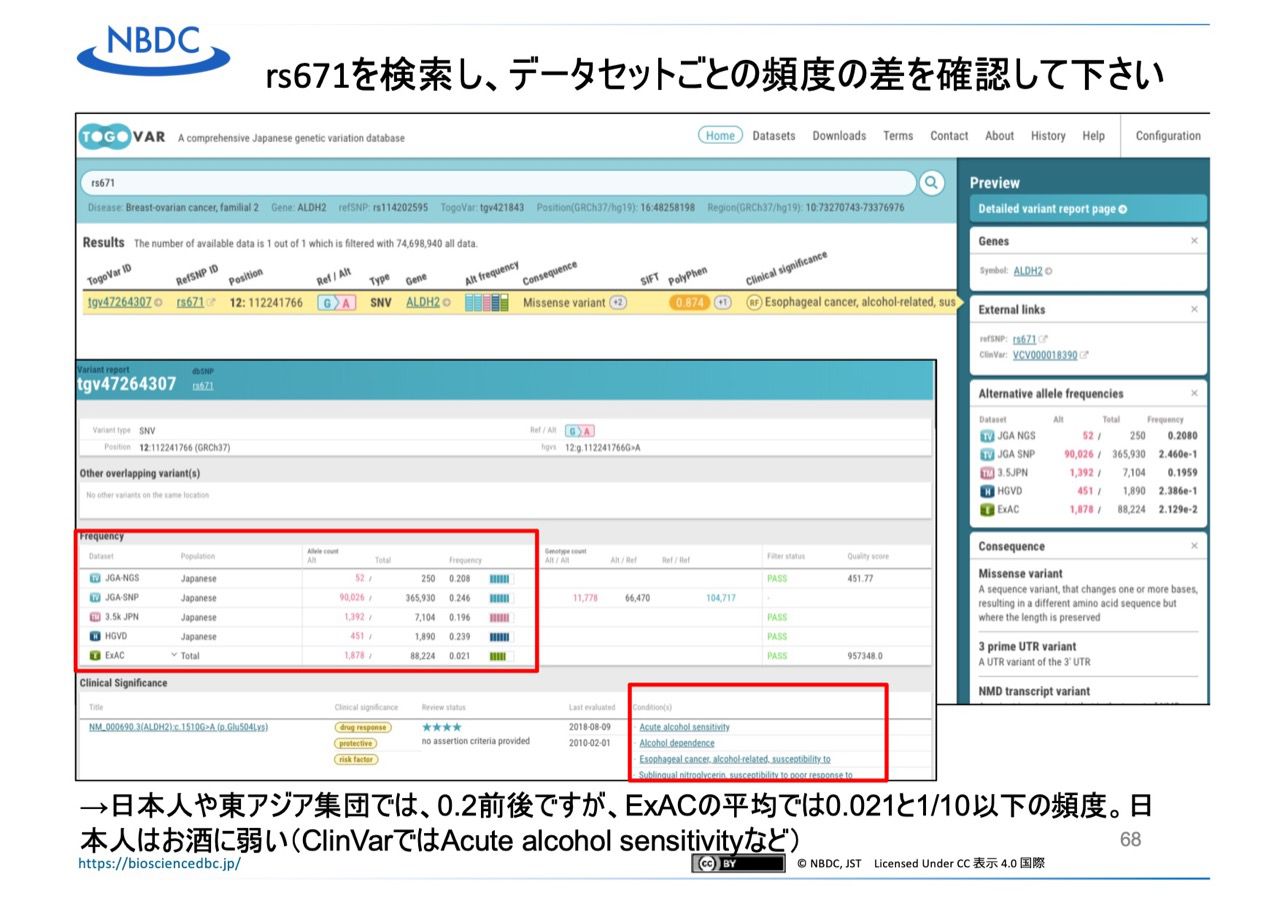 NBDC
rs671を検索し、データセットごとの頻度の差を確認して下さい
TOGOVAR A comprehensive Japanese genetic variation database
Home Datasets Downloads Terms Contact About History Help Configuration
rs671
Disease: Breast-ovarian cancer, familial 2 Gene: ALDH2 refSNP: rs114202595 TogoVar: tgv421843 Position(GRCh37/hg19): 16:48258198 Region(GRCh37/hg19): 10:73270743-73376976
Results The number of available data is 1 out of 1 which is filtered with 74,698,940 all data.
TogoVar ID RefSNP ID Position Ref / Alt Type Gene Alt frequency Consequence SIFT PolyPhen Clinical significance
tgv47264307 rs671 12: 112241766 G A SNV ALDH2 Missense variant +2 0.874 +1 RF Esophageal cancer, alcohol-related, sus
Preview
Detailed variant report page
Genes
Symbol: ALDH2
External links
refSNP: rs671
ClinVar: VCV000018390
Alternative allele frequencies
Dataset Alt Total Frequency
JGA NGS 52 / 250 0.2080
JGA SNP 90,026 / 365,930 2.460e-1
3.5JPN 1,392 / 7,104 0.1959
HGVD 451 / 1,890 2.386e-1
ExAC 1,878 / 88,224 2.129e-2
Consequence
Missense variant
A sequence variant, that changes one or more bases,
resulting in a different amino acid sequence but
where the length is preserved
3 prime UTR variant
A UTR variant of the 3' UTR
NMD transcript variant
Variant report dbSNP
tgv47264307 rs671
Variant type SNV Ref / Alt G A
Position 12:112241766 (GRCh37) hgvs 12:g.112241766G>A
Other overlapping variant(s)
No other variants on the same location
Frequency
Dataset Population Allele count Alt Total Frequency Genotype count Alt / Alt Alt / Ref Ref / Ref Filter status Quality score
JGA-NGS Japanese 52 / 250 0.208 PASS 451.77
JGA-SNP Japanese 90,026 / 365,930 0.246 11,778 66,470 104,717 -
3.5k JPN Japanese 1,392 / 7,104 0.196 PASS
HGVD Japanese 451 / 1,890 0.239 PASS
ExAC Total 1,878 / 88,224 0.021 PASS 957348.0
Clinical Significance
Title Clinical significance Review status Last evaluated Condition(s)
NM_000690.3(ALDH2):c.1510G>A (p.Glu504Lys) drug response ★★★★ 2018-08-09 Acute alcohol sensitivity
protective no assertion criteria provided 2010-02-01 Alcohol dependence
risk factor Esophageal cancer, alcohol-related, susceptibility to
Sublingual nitroglycerin, susceptibility to poor response to
→日本人や東アジア集団では、0.2前後ですが、ExACの平均では0.021と1/10以下の頻度。日
本人はお酒に弱い（ClinVarではAcute alcohol sensitivityなど）
68
https://biosciencedbc.jp/ cc BY © NBDC, JST Licensed Under CC 表示 4.0 国際